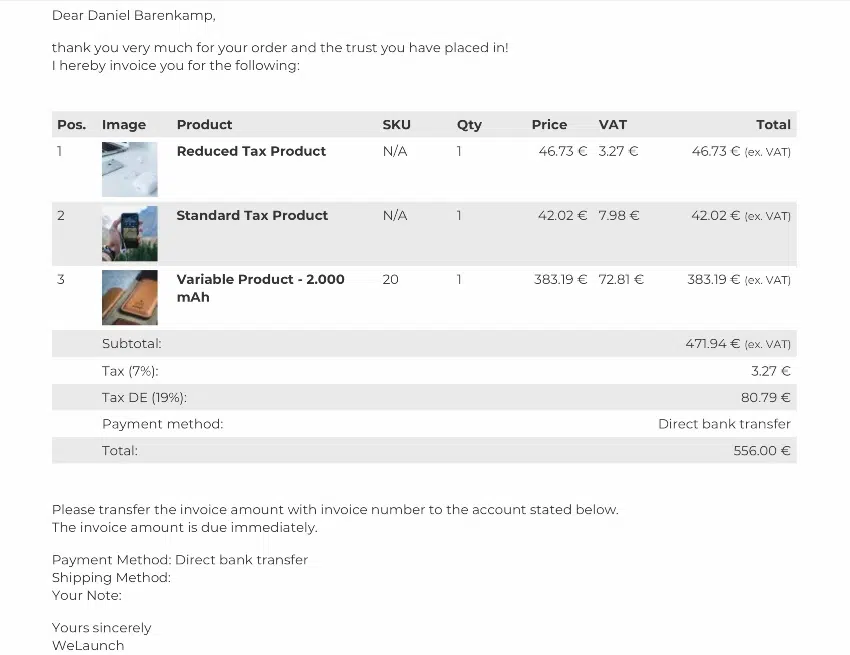 Dear Daniel Barenkamp,
thank you very much for your order and the trust you have placed in!
I hereby invoice you for the following:
Pos. Image Product SKU Qty Price VAT Total
1 Reduced Tax Product N/A 1 46.73 € 3.27 € 46.73 € (ex. VAT)
2 Standard Tax Product N/A 1 42.02 € 7.98 € 42.02 € (ex. VAT)
3 Variable Product - 2.000 20 1 383.19 € 72.81 € 383.19 € (ex. VAT)
mAh
Subtotal: 471.94 € (ex. VAT)
Tax (7%): 3.27 €
Tax DE (19%): 80.79 €
Payment method: Direct bank transfer
Total: 556.00 €
Please transfer the invoice amount with invoice number to the account stated below.
The invoice amount is due immediately.
Payment Method: Direct bank transfer
Shipping Method:
Your Note:
Yours sincerely
WeLaunch